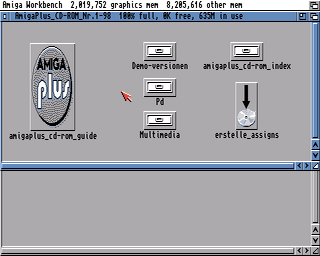 Amiga Workbench 2,019,752 graphics mem 8,205,616 other mem
AmigaPlus_CD-ROM_Nr.1-98 100% full, 0K free, 635M in use
AMIGA
plus
amigaplus_cd-rom_guide
Demo-versionen
amigaplus_cd-rom_index
Pd
Multimedia
erstelle_assigns